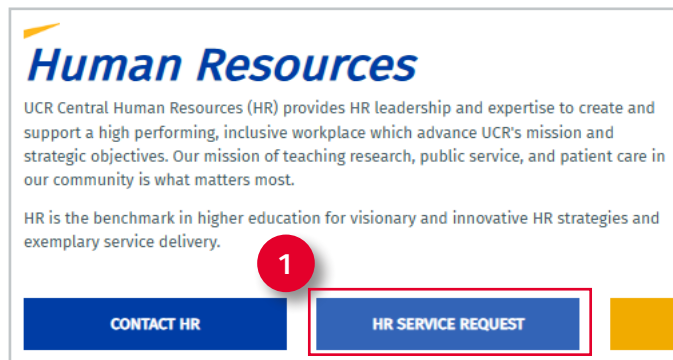 Human Resources
UCR Central Human Resources (HR) provides HR leadership and expertise to create and
support a high performing, inclusive workplace which advance UCR's mission and
strategic objectives. Our mission of teaching research, public service, and patient care in
our community is what matters most.
HR is the benchmark in higher education for visionary and innovative HR strategies and
exemplary service delivery.
1
CONTACT HR
HR SERVICE REQUEST